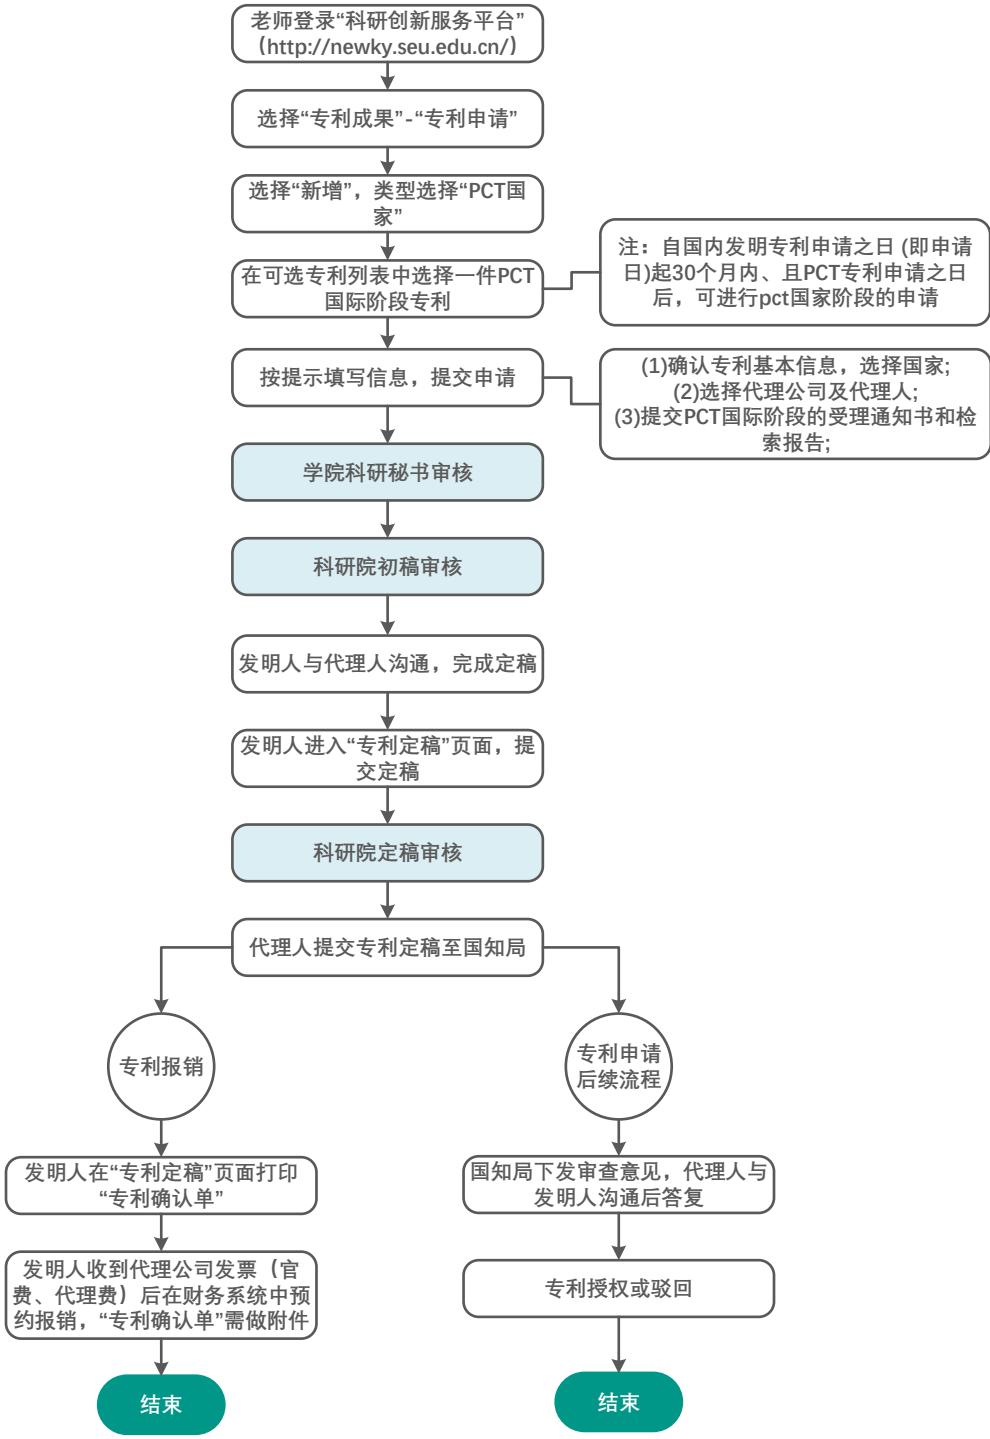 老师登录“科研创新服务平台”
（http://newky.seu.edu.cn/）
选择“专利成果”-“专利申请”
选择“新增”，类型选择“PCT国
家”
在可选专利列表中选择一件PCT
国际阶段专利
注：自国内发明专利申请之日 (即申请
日)起30个月内、且PCT专利申请之日
后，可进行pct国家阶段的申请
按提示填写信息，提交申请
(1)确认专利基本信息，选择国家;
(2)选择代理公司及代理人;
(3)提交PCT国际阶段的受理通知书和检
索报告;
学院科研秘书审核
科研院初稿审核
发明人与代理人沟通，完成定稿
发明人进入“专利定稿”页面，提
交定稿
科研院定稿审核
代理人提交专利定稿至国知局
专利报销
发明人在“专利定稿”页面打印
“专利确认单”
发明人收到代理公司发票（官
费、代理费）后在财务系统中预
约报销，“专利确认单”需做附件
结束
专利申请
后续流程
国知局下发审查意见，代理人与
发明人沟通后答复
专利授权或驳回
结束